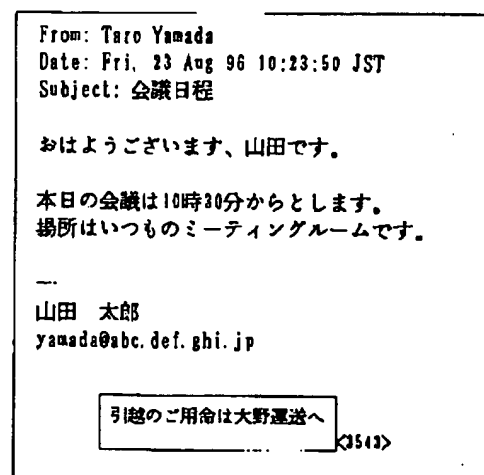 From: Taro Yamada
Date: Fri, 23 Aug 96 10:23:50 JST
Subject: 会議日程
おはようございます、山田です。
本日の会議は10時30分からとします。
場所はいつものミーティングルームです。
—
山田　太郎
yamada@abc.def.ghi.jp
引越のご用命は大野運送へ
<3543>